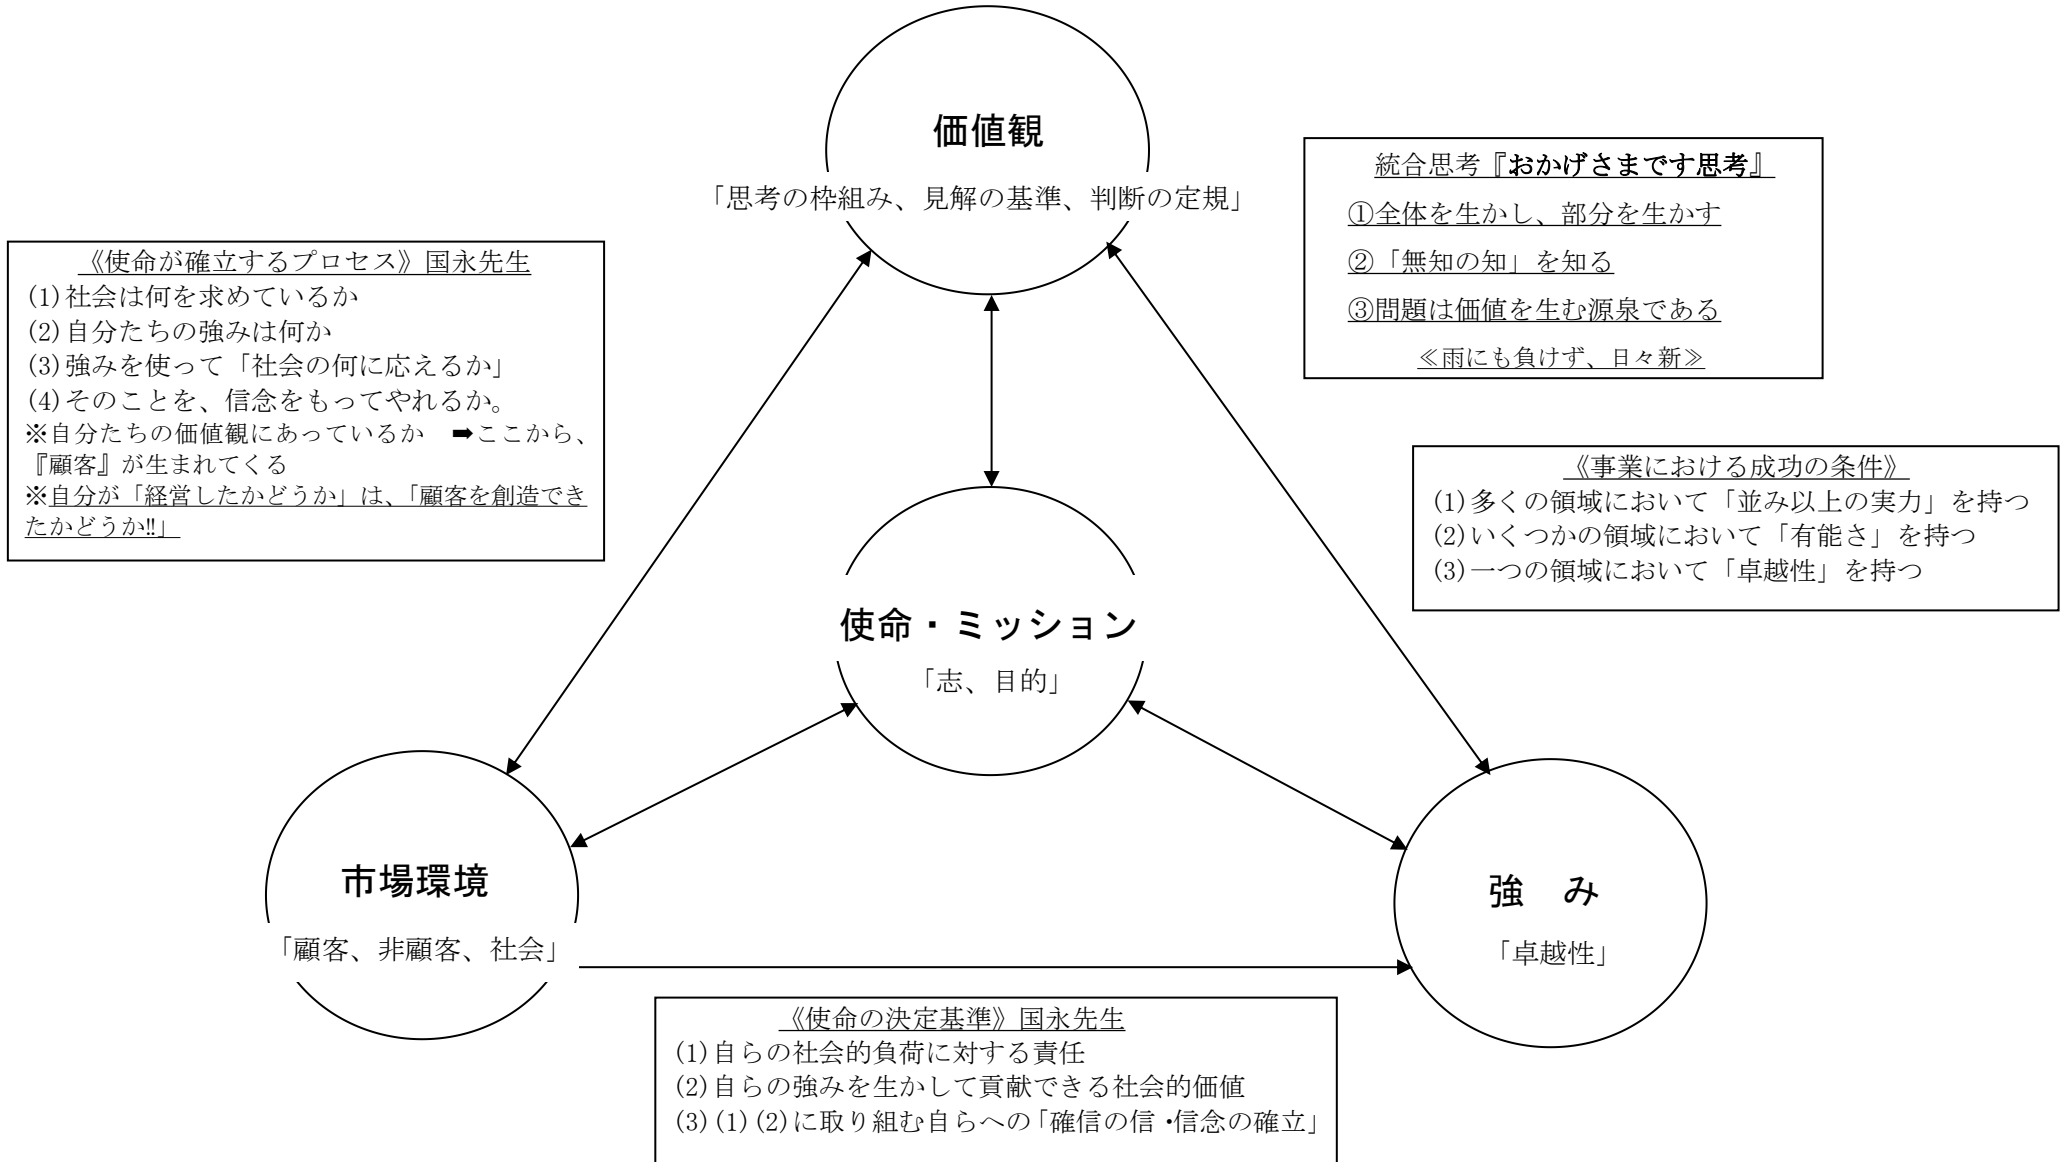 価値観
「思考の枠組み、見解の基準、判断の定規」
統合思考『おかげさまです思考』
①全体を生かし、部分を生かす
②「無知の知」を知る
③問題は価値を生む源泉である
≪雨にも負けず、日々新≫
《使命が確立するプロセス》国永先生
(1)社会は何を求めているか
(2)自分たちの強みは何か
(3)強みを使って「社会の何に応えるか」
(4)そのことを、信念をもってやれるか。
※自分たちの価値観にあっているか　➡ここから、
『顧客』が生まれてくる
※自分が「経営したかどうか」は、「顧客を創造でき
たかどうか‼」
《事業における成功の条件》
(1)多くの領域において「並み以上の実力」を持つ
(2)いくつかの領域において「有能さ」を持つ
(3)一つの領域において「卓越性」を持つ
使命・ミッション
「志、目的」
市場環境
「顧客、非顧客、社会」
強　み
「卓越性」
《使命の決定基準》国永先生
(1)自らの社会的負荷に対する責任
(2)自らの強みを生かして貢献できる社会的価値
(3)(1)(2)に取り組む自らへの「確信の信・信念の確立」